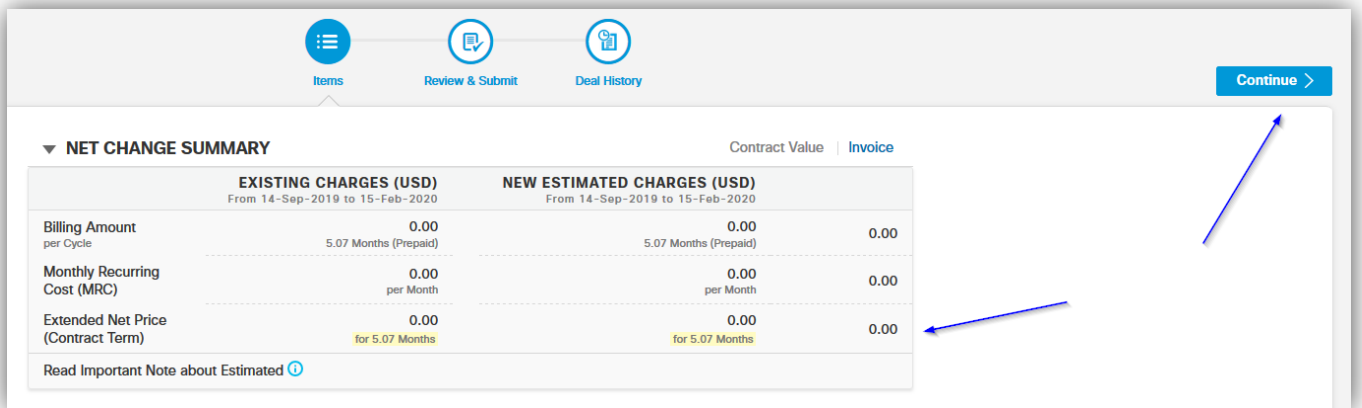 Items
Review & Submit
Deal History
Continue
NET CHANGE SUMMARY
Contract Value | Invoice
EXISTING CHARGES (USD)
From 14-Sep-2019 to 15-Feb-2020
NEW ESTIMATED CHARGES (USD)
From 14-Sep-2019 to 15-Feb-2020
Billing Amount
per Cycle
0.00
5.07 Months (Prepaid)
0.00
5.07 Months (Prepaid)
0.00
Monthly Recurring
Cost (MRC)
0.00
per Month
0.00
per Month
0.00
Extended Net Price
(Contract Term)
0.00
for 5.07 Months
0.00
for 5.07 Months
0.00
Read Important Note about Estimated